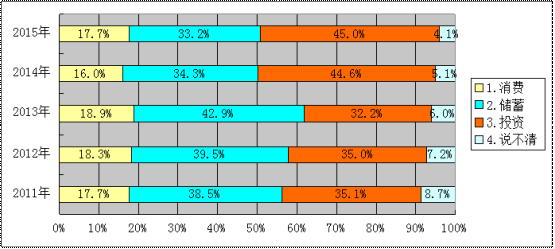 2015年 17.7% 33.2% 45.0% 4.1%
2014年 16.0% 34.3% 44.6% 5.1%
2013年 18.9% 42.9% 32.2% 6.0%
2012年 18.3% 39.5% 35.0% 7.2%
2011年 17.7% 38.5% 35.1% 8.7%
0% 10% 20% 30% 40% 50% 60% 70% 80% 90% 100%
1.消费
2.储蓄
3.投资
4.说不清